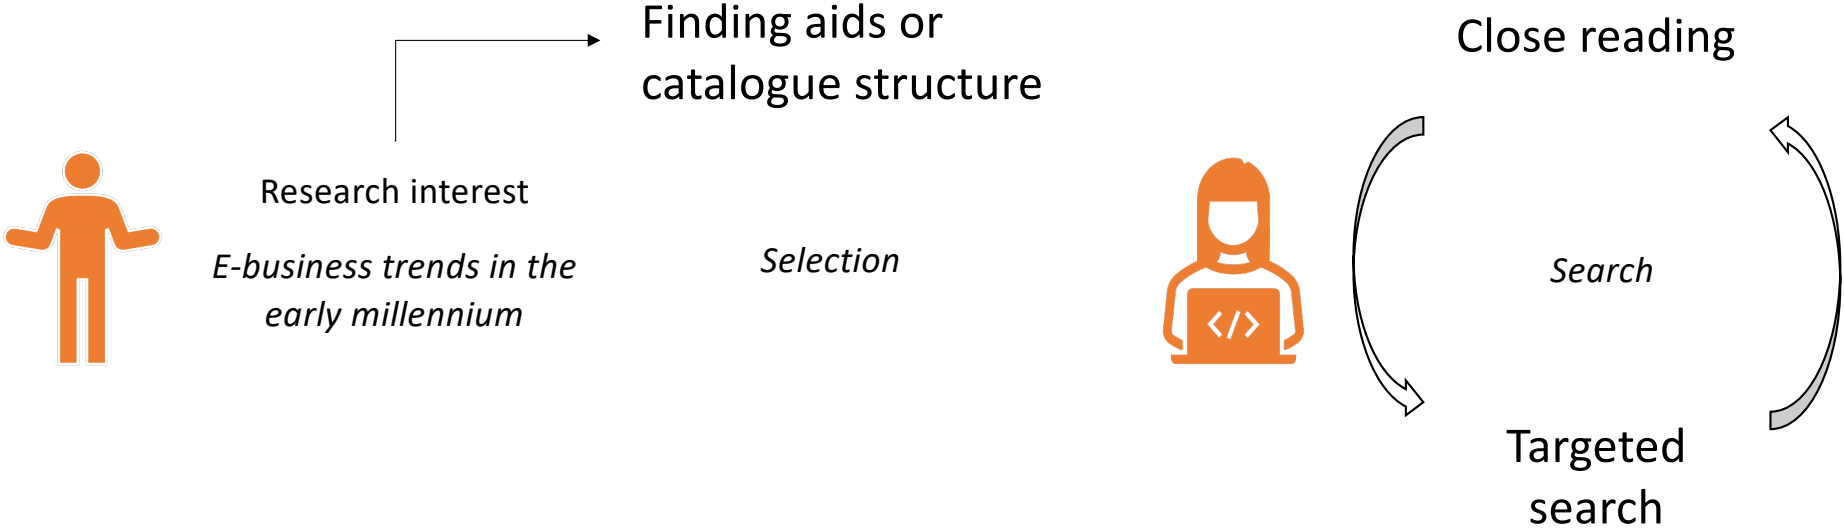 Finding aids or
catalogue structure
Research interest
E-business trends in the
early millennium
Selection
</>
Close reading
Search
Targeted
search